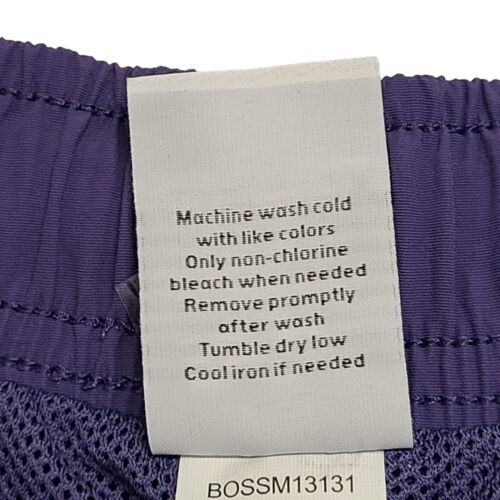 Machine wash cold
with like colors
Only non-chlorine
bleach when needed
Remove promptly
after wash
Tumble dry low
Cool iron if needed
BOSSM13131